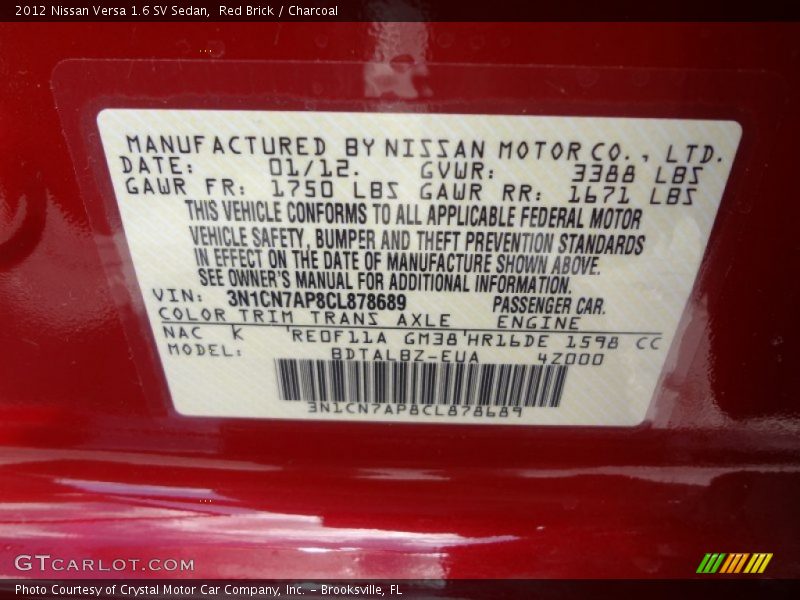 2012 Nissan Versa 1.6 SV Sedan,  Red Brick / Charcoal
MANUFACTURED BY NISSAN MOTOR CO., LTD.
DATE: 01/12. GVWR: 3388 LBS
GAWR FR: 1750 LBS GAWR RR: 1671 LBS
THIS VEHICLE CONFORMS TO ALL APPLICABLE FEDERAL MOTOR
VEHICLE SAFETY, BUMPER AND THEFT PREVENTION STANDARDS
IN EFFECT ON THE DATE OF MANUFACTURE SHOWN ABOVE.
SEE OWNER'S MANUAL FOR ADDITIONAL INFORMATION.
VIN: 3N1CN7AP8CL878689 PASSENGER CAR.
COLOR TRIM TRANS AXLE ENGINE
NAC K 'RE0F11A GM38'HR16DE 1598 CC
MODEL: BDTALBZ-EUA 4Z000
3N1CN7AP8CL878689
GTCARLOT.COM
Photo Courtesy of Crystal Motor Car Company, Inc. – Brooksville, FL